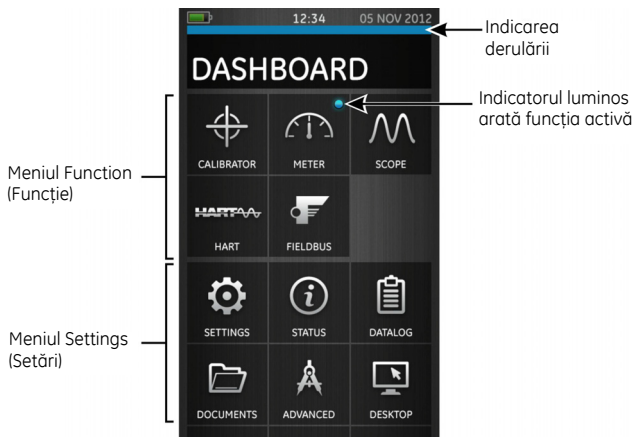 12:34 05 NOV 2012
Indicarea
derulării
DASHBOARD
Indicatorul luminos
arată funcția activă
Meniul Function
(Funcție)
CALIBRATOR METER SCOPE
HART
HART FIELDBUS
Meniul Settings
(Setări)
SETTINGS STATUS DATALOG
DOCUMENTS ADVANCED DESKTOP